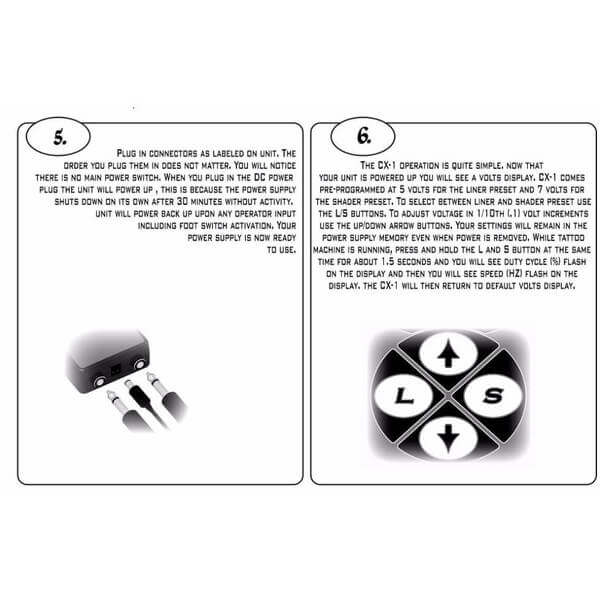 5.
Plug in connectors as labeled on unit. The
order you plug them in does not matter. You will notice
there is no main power switch. When you plug in the DC power
plug the unit will power up , this is because the power supply
shuts down on its own after 30 minutes without activity.
unit will power back up upon any operator input
including foot switch activation. Your
power supply is now ready
to use.
6.
The CX-1 operation is quite simple. now that
your unit is powered up you will see a volts display. CX-1 comes
pre-programmed at 5 volts for the liner preset and 7 volts for
the shader preset. To select between liner and shader preset use
the L/S buttons. To adjust voltage in 1/10th (.1) volt increments
use the up/down arrow buttons. Your settings will remain in the
power supply memory even when power is removed. While tattoo
machine is running, press and hold the L and S button at the same
time for about 1.5 seconds and you will see duty cycle (%) flash
on the display and then you will see speed (HZ) flash on the
display. the CX-1 will then return to default volts display.
L S